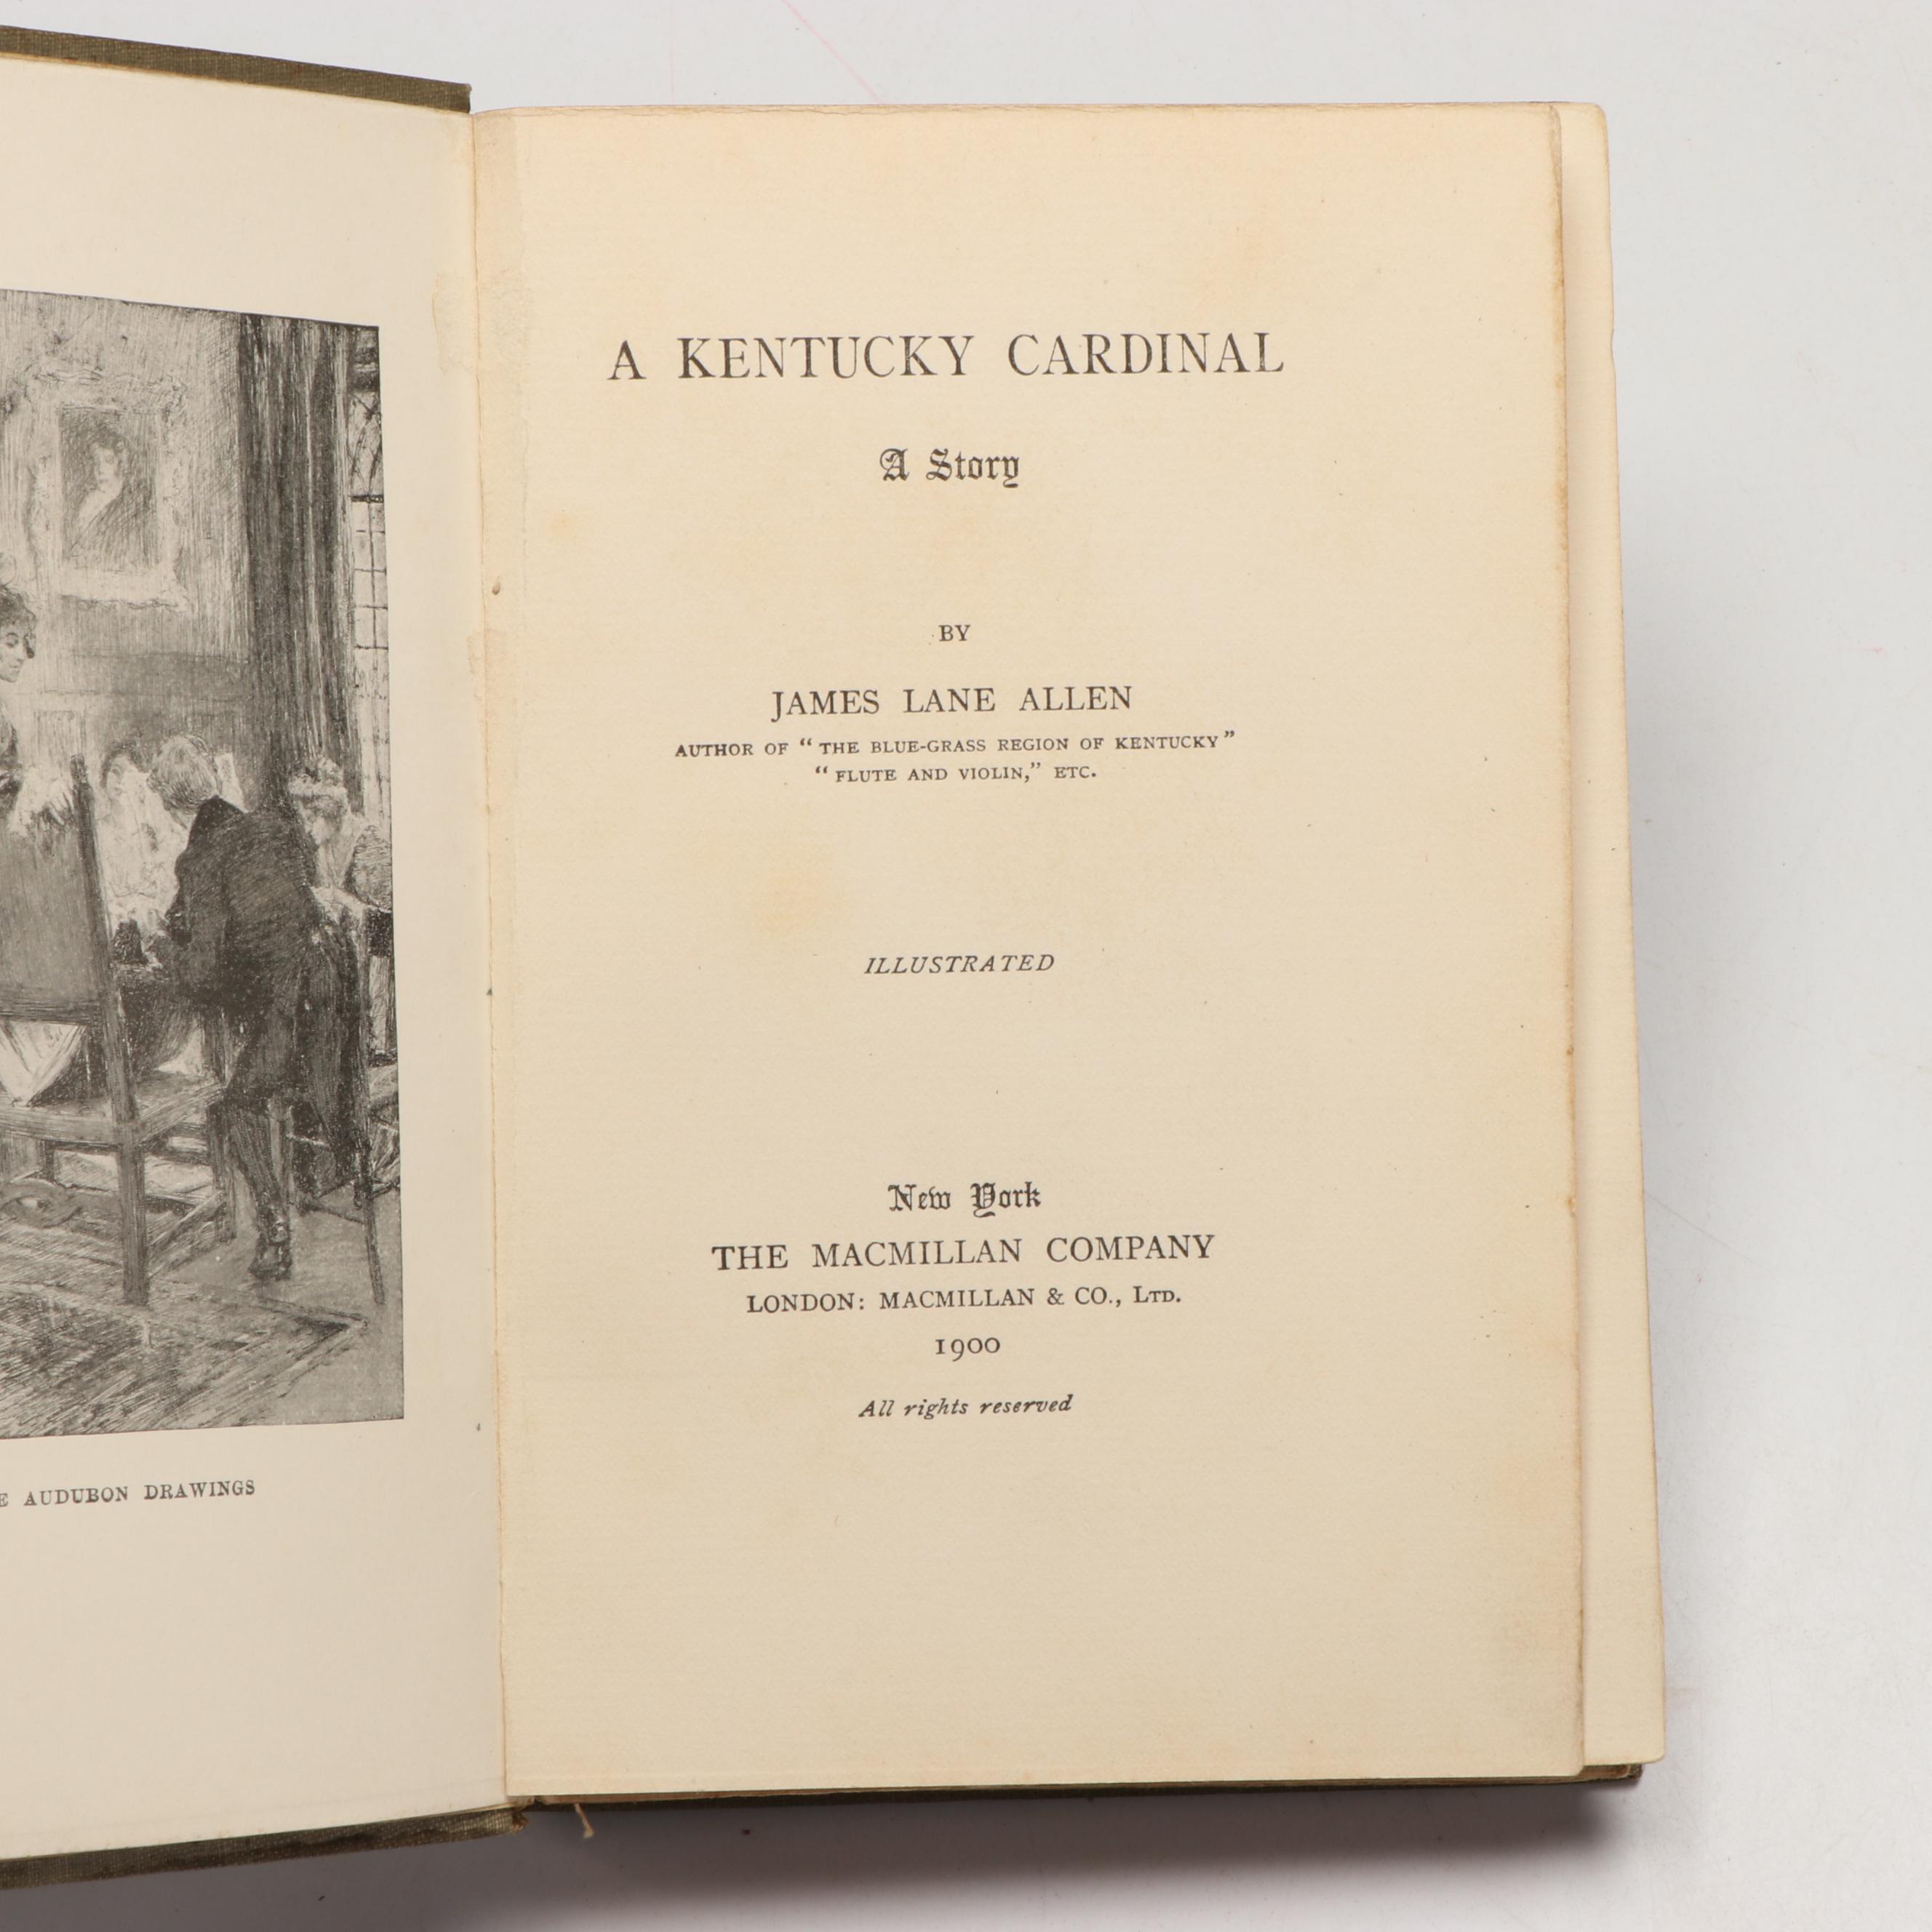 AUDUBON DRAWINGS
A KENTUCKY CARDINAL
A Story
BY
JAMES LANE ALLEN
AUTHOR OF “THE BLUE-GRASS REGION OF KENTUCKY”
“FLUTE AND VIOLIN,” ETC.
ILLUSTRATED
New York
THE MACMILLAN COMPANY
LONDON: MACMILLAN & CO., LTD.
1900
All rights reserved